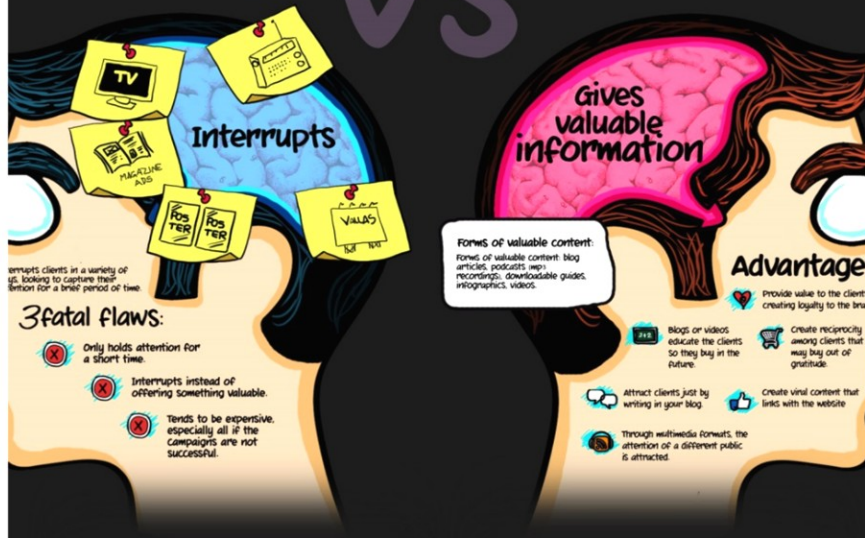 VS
TV
MAGAZINE
ADS
POS
TER
POS
TER
VALLAS
Interrupts
errupts clients in a variety of
looking to capture their
for a brief period of time.
3 fatal flaws:
Only holds attention for
a short time.
Interrupts instead of
offering something valuable.
Tends to be expensive,
especially all if the
campaigns are not
successful.
Gives
valuable
information
Forms of valuable content:
Forms of valuable content: blog
articles, podcasts (mp3
recordings), downloadable guides,
infographics, videos.
Advantage
Provide value to the client
creating loyalty to the bra
Blogs or videos
educate the clients
so they buy in the
future.
Create reciprocity
among clients that
may buy out of
gratitude.
Attract clients just by
writing in your blog.
Create viral content that
links with the website
Through multimedia formats, the
attention of a different public
is attracted.